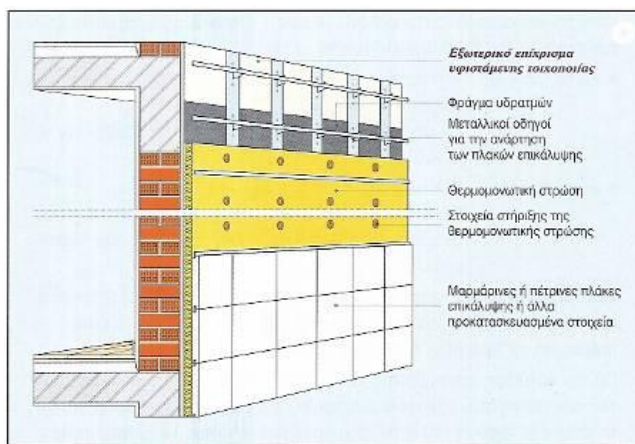 Εξωτερικό επίχρισμα
υφιστάμενης τοιχοποιίας
Φράγμα υδρατμών
Μεταλλικοί οδηγοί
για την ανάρτηση
των πλακών επικάλυψης
Θερμομονωτική στρώση
Στοιχεία στήριξης της
θερμομονωτικής στρώσης
Μαρμάρινες ή πέτρινες πλάκες
επικάλυψης ή άλλα
προκατασκευασμένα στοιχεία